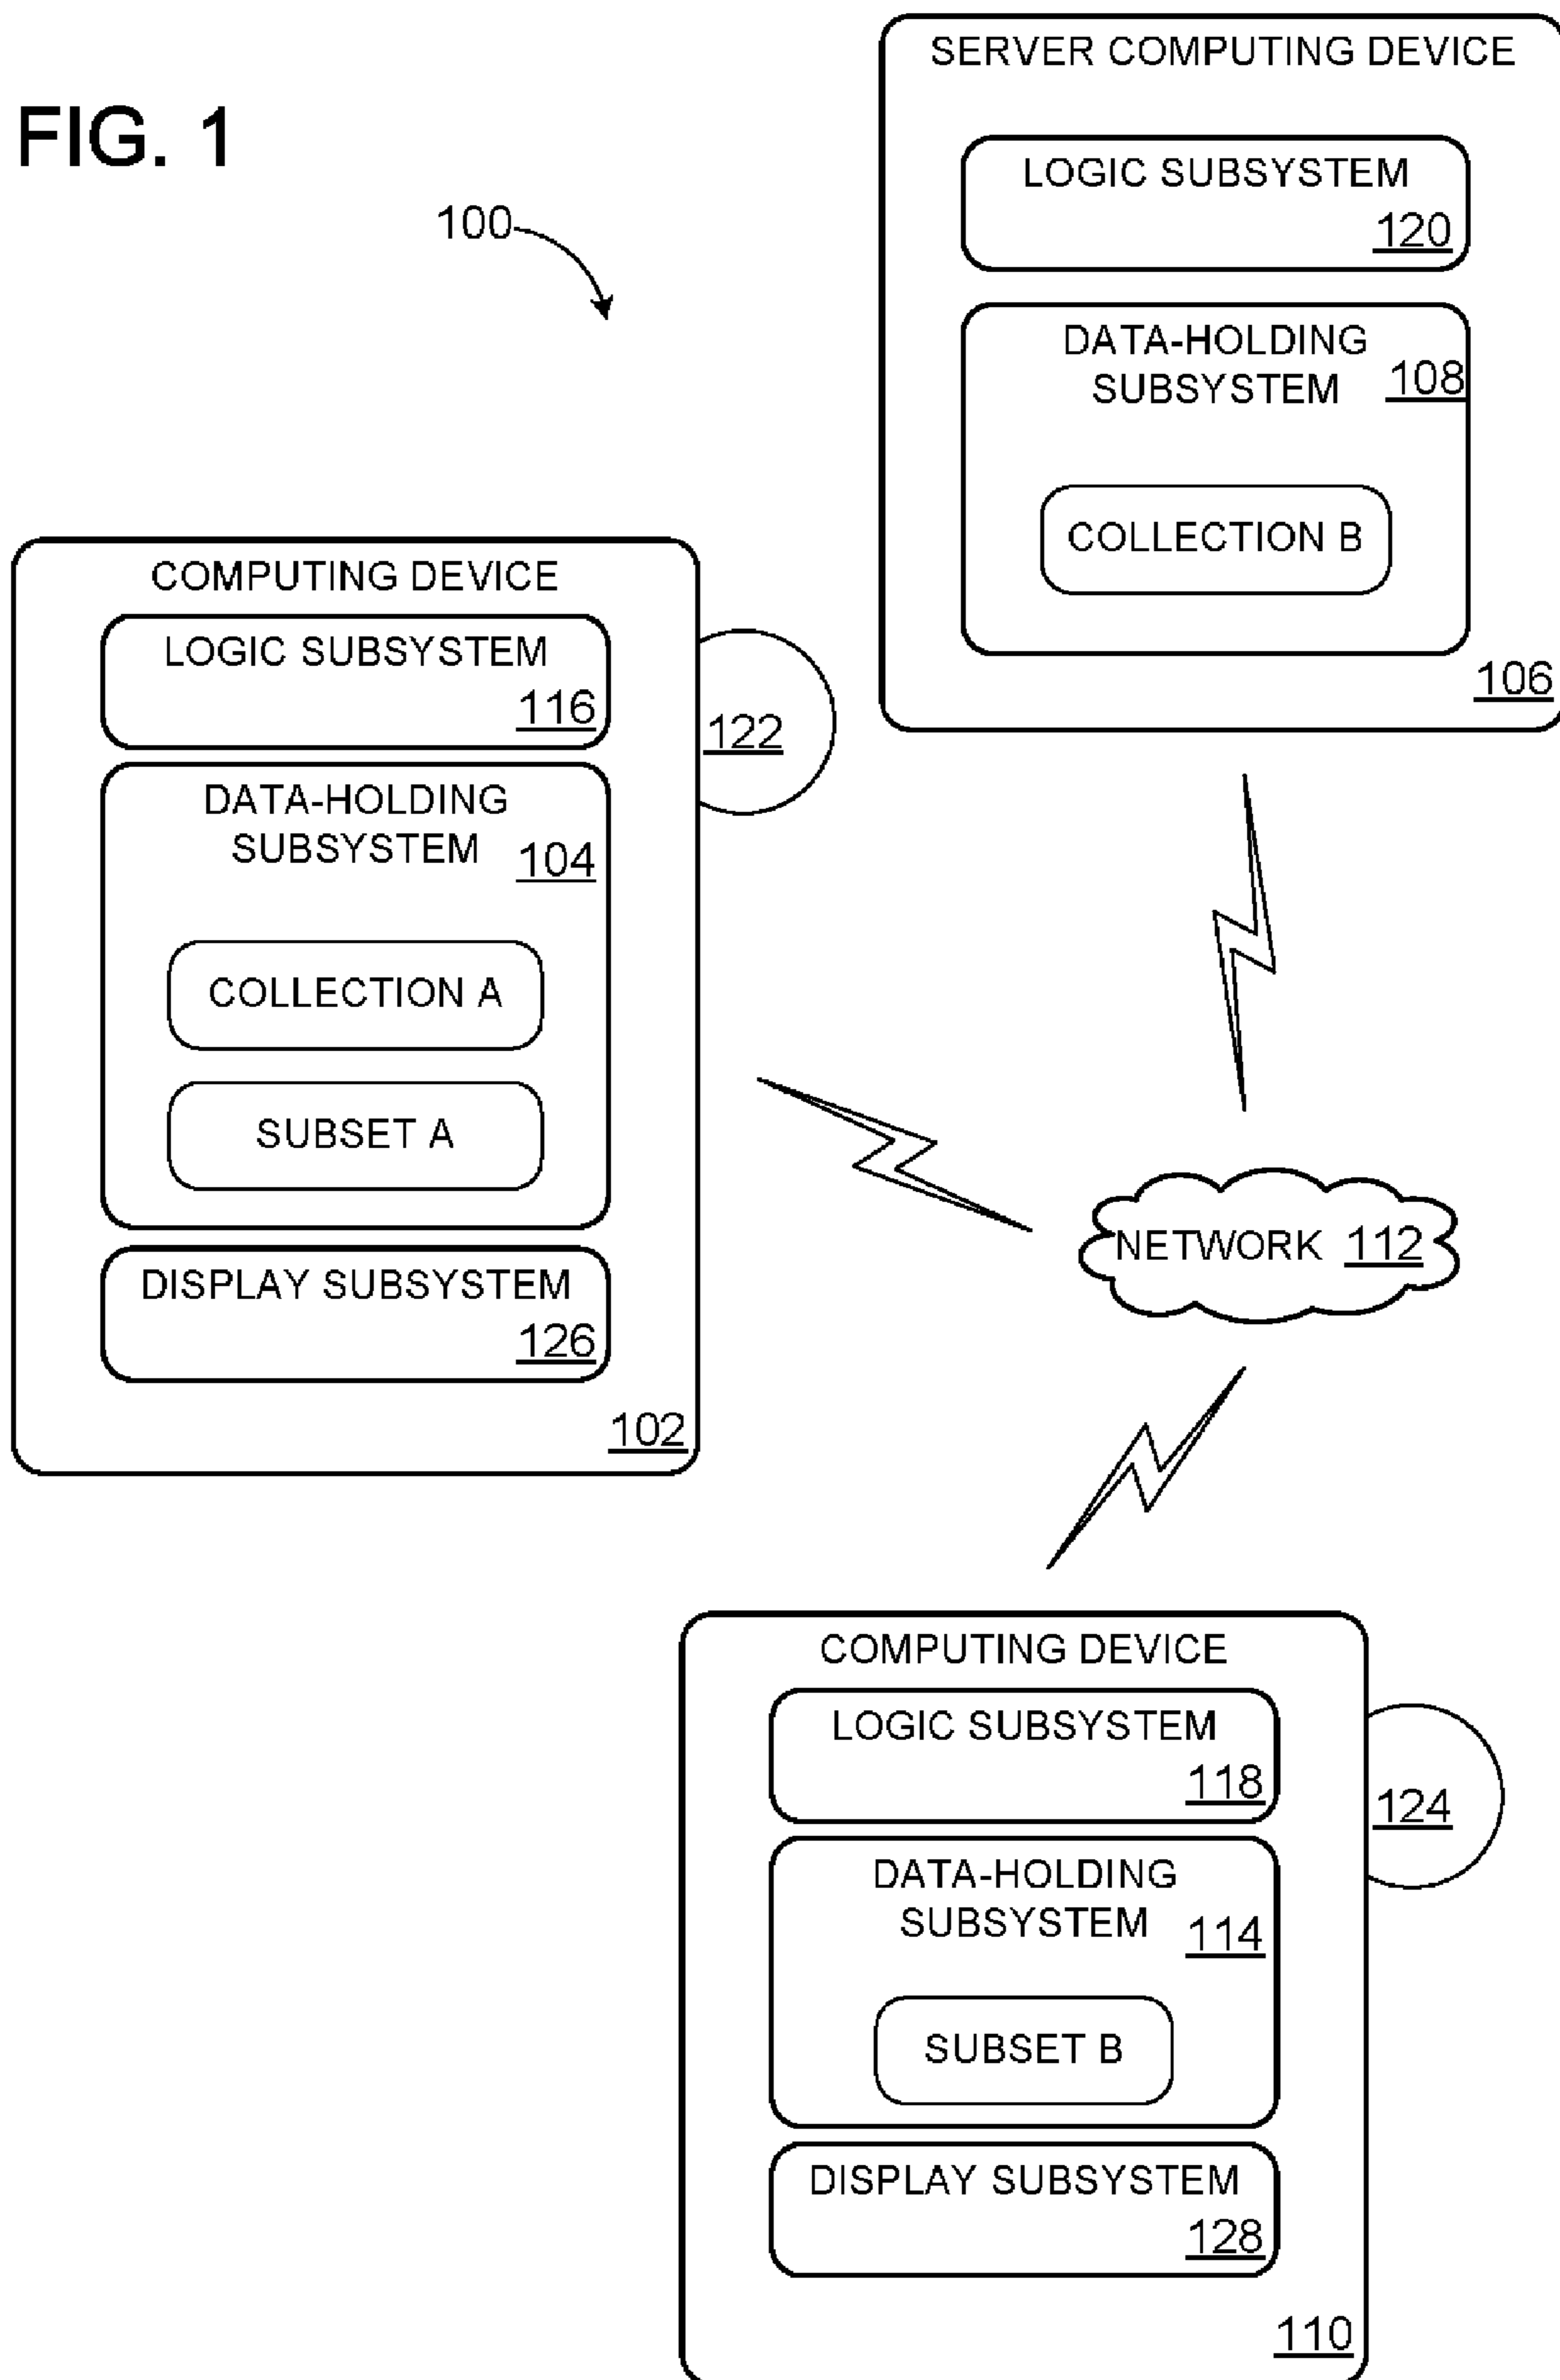 FIG. 1
100
SERVER COMPUTING DEVICE
LOGIC SUBSYSTEM
120
DATA-HOLDING
SUBSYSTEM
108
COLLECTION B
106
COMPUTING DEVICE
LOGIC SUBSYSTEM
116
122
DATA-HOLDING
SUBSYSTEM
104
COLLECTION A
SUBSET A
DISPLAY SUBSYSTEM
126
102
NETWORK 112
COMPUTING DEVICE
LOGIC SUBSYSTEM
118
124
DATA-HOLDING
SUBSYSTEM
114
SUBSET B
DISPLAY SUBSYSTEM
128
110